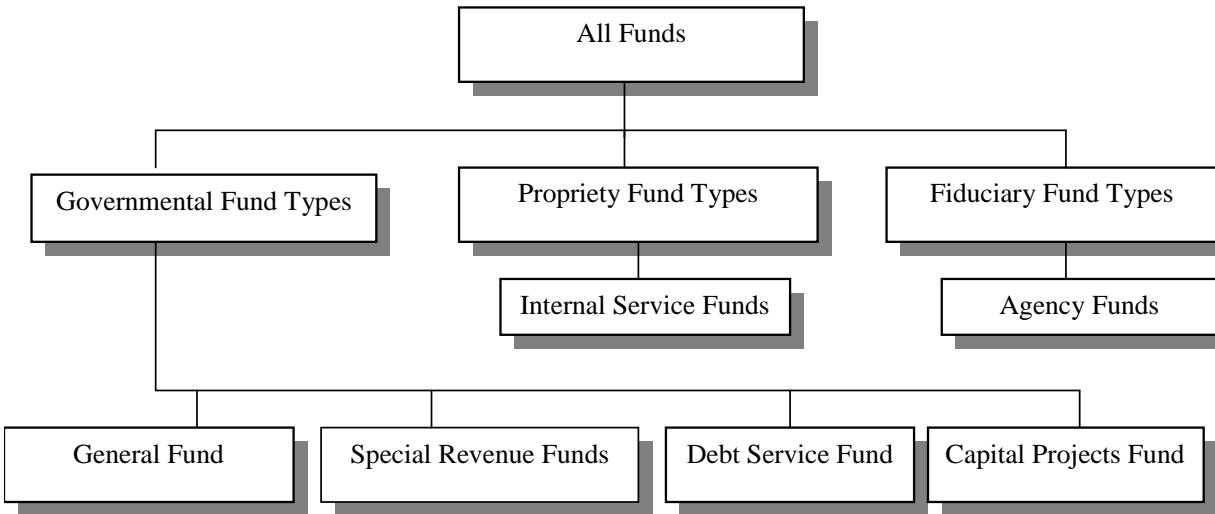 All Funds
Governmental Fund Types
Propriety Fund Types
Fiduciary Fund Types
Internal Service Funds
Agency Funds
General Fund
Special Revenue Funds
Debt Service Fund
Capital Projects Fund